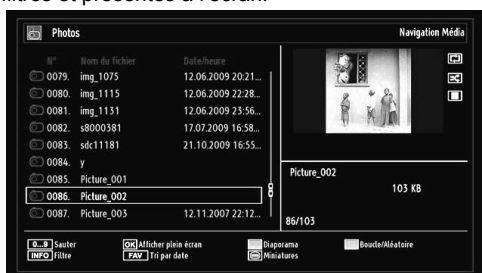 filtrés et présentés à l'écran.
Photos Navigation Média
N° Nom du fichier Date/heure
0079. img_1075 12.06.2009 20:21...
0080. img_1115 12.06.2009 22:28...
0081. img_1131 12.06.2009 23:56...
0082. s8000381 17.07.2009 16:58...
0083. sdc11181 21.10.2009 16:55...
0084. y
0085. Picture_001
0086. Picture_002
0087. Picture_003 12.11.2007 22:12...
Picture_002
103 KB
86/103
0...9 Sauter OK Afficher plein écran Diaporama Boucle/Aléatoire
INFO Filtre FAV Tri par date Miniatures